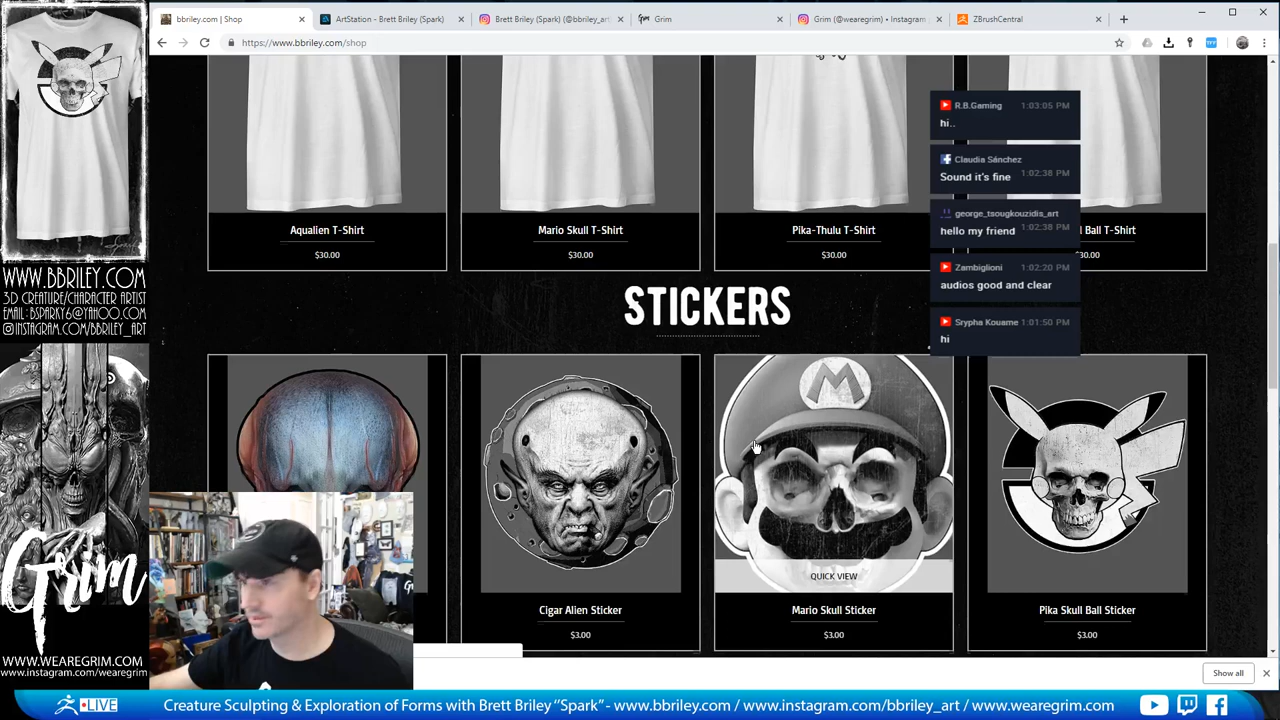 bbriley.com | Shop
ArtStation - Brett Briley (Spark)
Brett Briley (Spark) (@bbriley_art
Grim
Grim (@wearegrim) • Instagram
ZBrushCentral
https://www.bbriley.com/shop
Aqualien T-Shirt
$30.00
Mario Skull T-Shirt
$30.00
Pika-Thulu T-Shirt
$30.00
l Ball T-Shirt
$30.00
R.B.Gaming 1:03:05 PM
hi..
Claudia Sánchez
Sound it's fine 1:02:38 PM
george_tsougkouzidis_art
hello my friend 1:02:38 PM
Zambiglioni 1:02:20 PM
audios good and clear
Srypha Kouame 1:01:50 PM
hi
STICKERS
M
QUICK VIEW
Cigar Alien Sticker
$3.00
Mario Skull Sticker
$3.00
Pika Skull Ball Sticker
$3.00
Show all
WWW.BBRILEY.COM
3D CREATURE/CHARACTER ARTIST
EMAIL: BSPARKY6@YAHOO.COM
INSTAGRAM.COM/BBRILEY_ART
Grim
WWW.WEAREGRIM.COM
www.instagram.com/wearegrim
LIVE
Creature Sculpting & Exploration of Forms with Brett Briley "Spark" - www.bbriley.com / www.instagram.com/bbriley_art / www.wearegrim.com